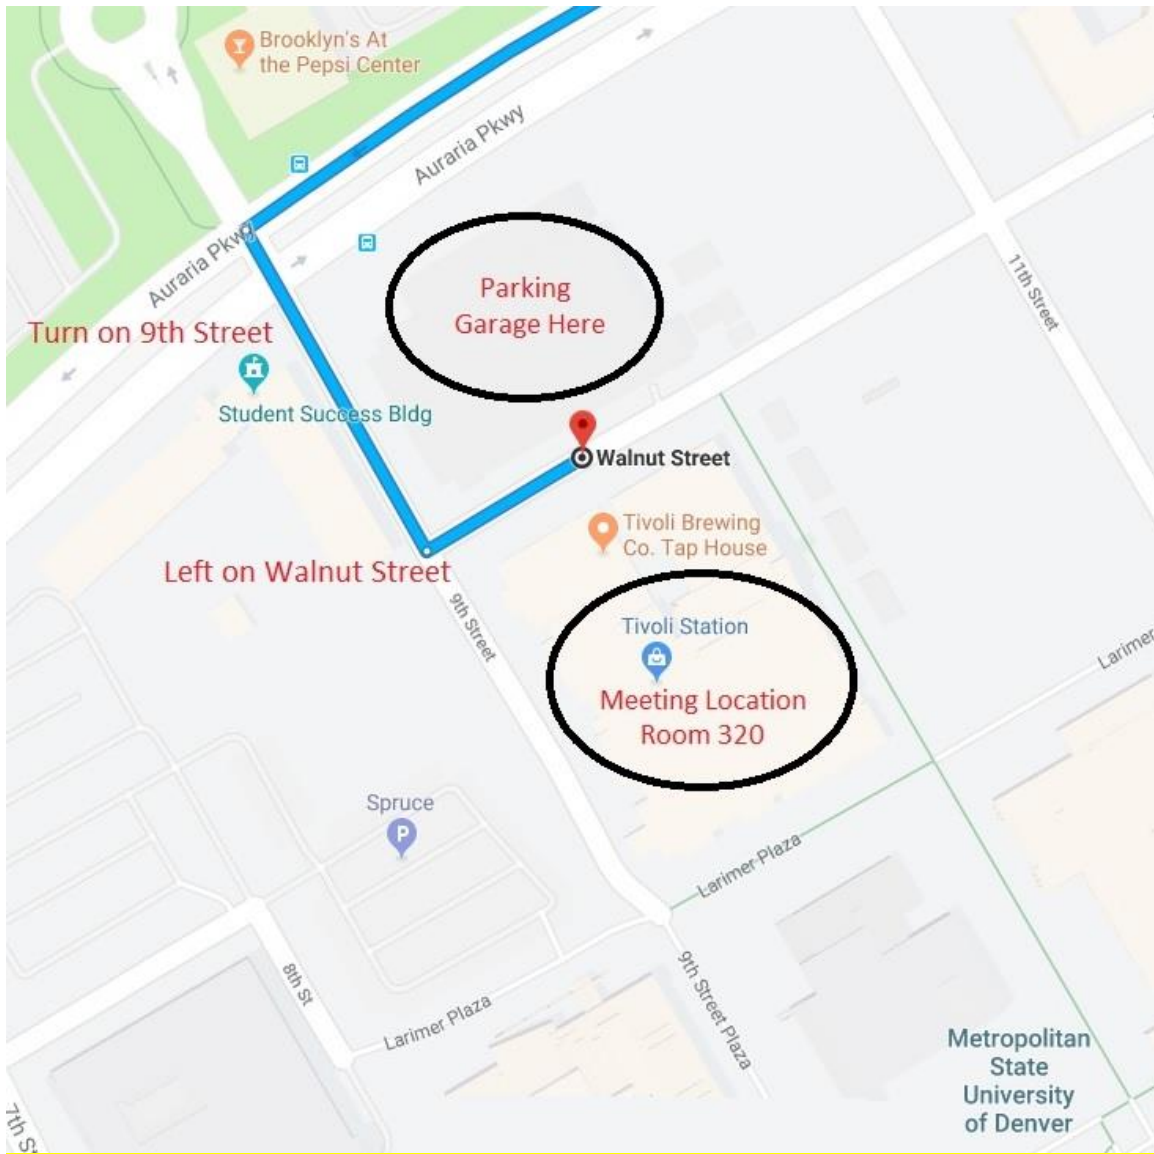 Brooklyn's At
the Pepsi Center
Auraria Pkwy
Auraria Pkwy
11th Street
Parking
Garage Here
Turn on 9th Street
Student Success Bldg
Walnut Street
Tivoli Brewing
Co. Tap House
Left on Walnut Street
9th Street
Tivoli Station
Larimer
Meeting Location
Room 320
Spruce
P
Larimer Plaza
8th St
9th Street Plaza
Larimer Plaza
Metropolitan
State
University
of Denver
7th S